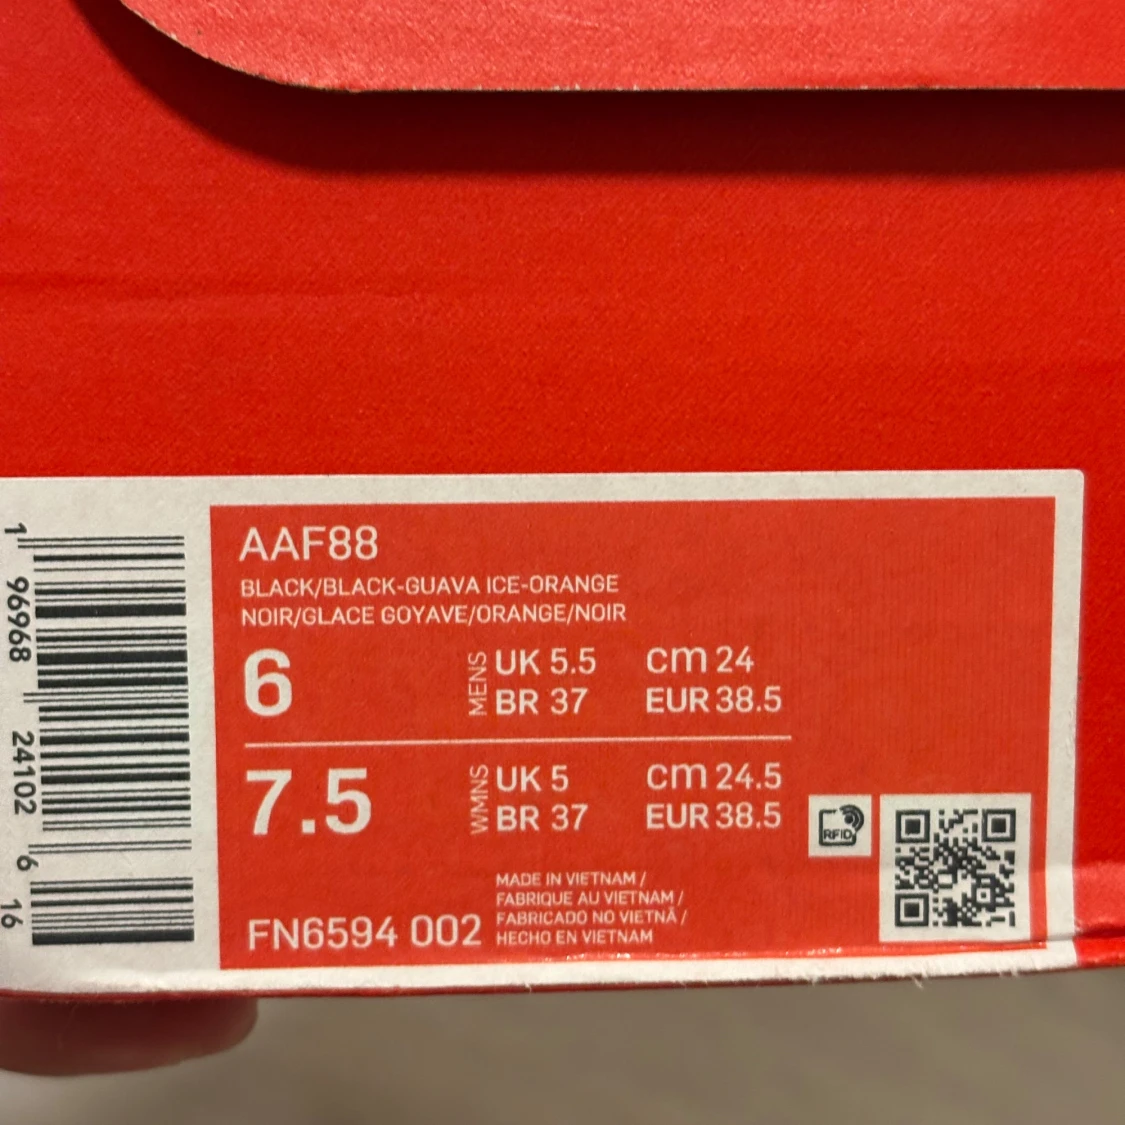 AAF88
BLACK/BLACK-GUAVA ICE-ORANGE
NOIR/GLACE GOYAVE/ORANGE/NOIR
6 MENS UK 5.5 cm 24
BR 37 EUR 38.5
7.5 WMNS UK 5 cm 24.5
BR 37 EUR 38.5
RFID
MADE IN VIETNAM /
FABRIQUE AU VIETNAM /
FABRICADO NO VIETNÃ /
HECHO EN VIETNAM
FN6594 002
1 96968 24102 6 16